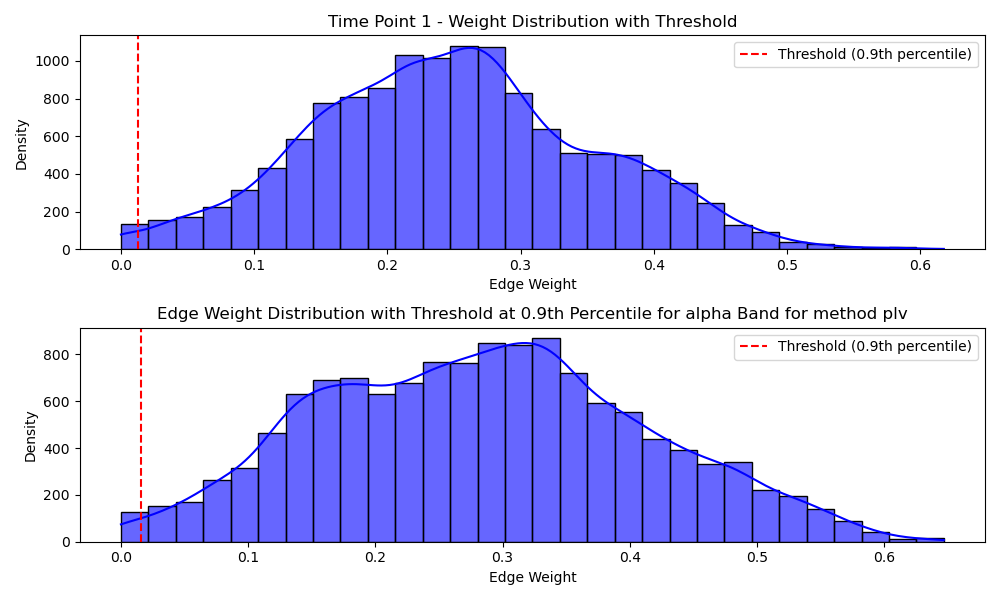 Time Point 1 - Weight Distribution with Threshold
Threshold (0.9th percentile)
Density
1000
800
600
400
200
0
0.0 0.1 0.2 0.3 0.4 0.5 0.6
Edge Weight
Edge Weight Distribution with Threshold at 0.9th Percentile for alpha Band for method plv
Threshold (0.9th percentile)
Density
800
600
400
200
0
0.0 0.1 0.2 0.3 0.4 0.5 0.6
Edge Weight